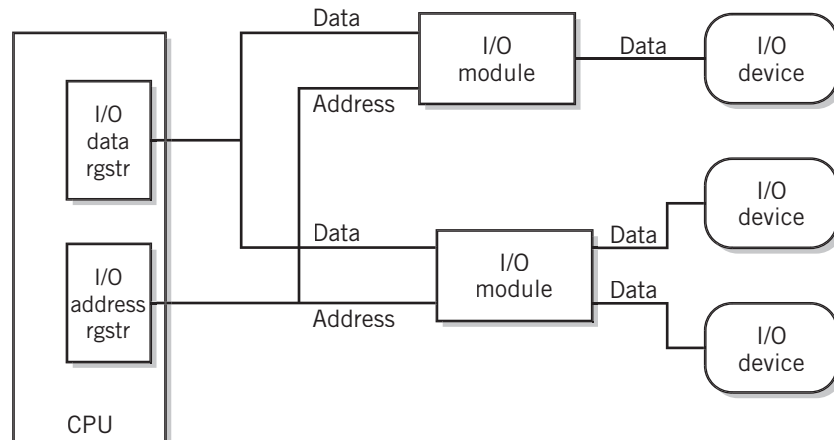 Data
I/O
module
Data
I/O
device
I/O
data
rgstr
Address
I/O
device
Data
I/O
module
Data
I/O
address
rgstr
Address
Data
I/O
device
CPU